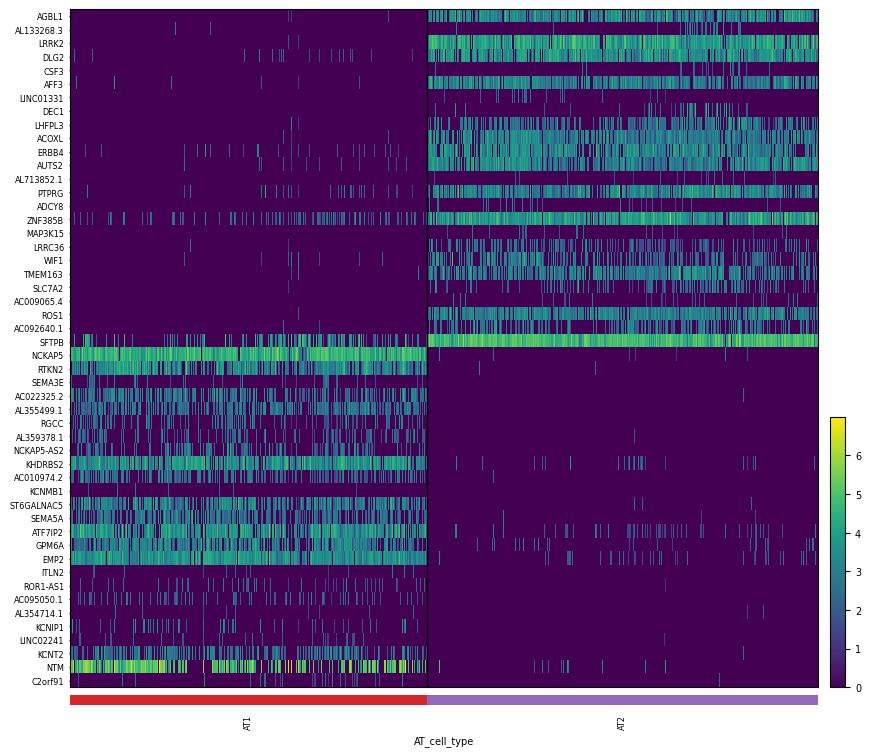 AGBL1
AL133268.3
LRRK2
DLG2
CSF3
AFF3
LINC01331
DEC1
LHFPL3
ACOXL
ERBB4
AUTS2
AL713852.1
PTPRG
ADCY8
ZNF385B
MAP3K15
LRRC36
WIF1
TMEM163
SLC7A2
AC009065.4
ROS1
AC092640.1
SFTPB
NCKAP5
RTKN2
SEMA3E
AC022325.2
AL355499.1
RGCC
AL359378.1
NCKAP5-AS2
KHDRBS2
AC010974.2
KCNMB1
ST6GALNAC5
SEMA5A
ATF7IP2
GPM6A
EMP2
ITLN2
ROR1-AS1
AC095050.1
AL354714.1
KCNIP1
LINC02241
KCNT2
NTM
C2orf91
6
5
4
3
2
1
0
AT1
AT2
AT_cell_type